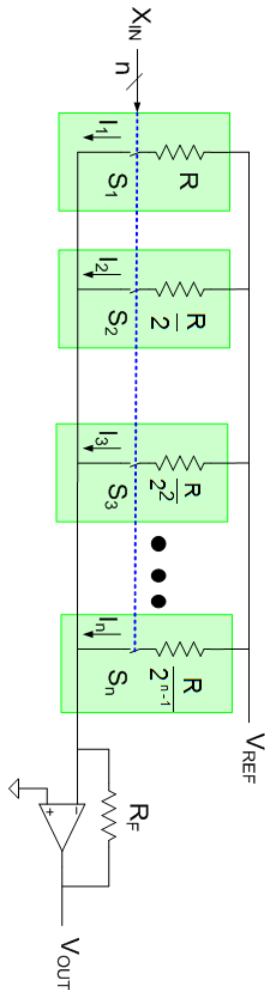 X_IN
n
I_1
S_1
R
I_2
S_2
R
2
I_3
S_3
R
2^2
I_n
S_n
R
2^{n-1}
V_REF
R_F
−
+
V_OUT